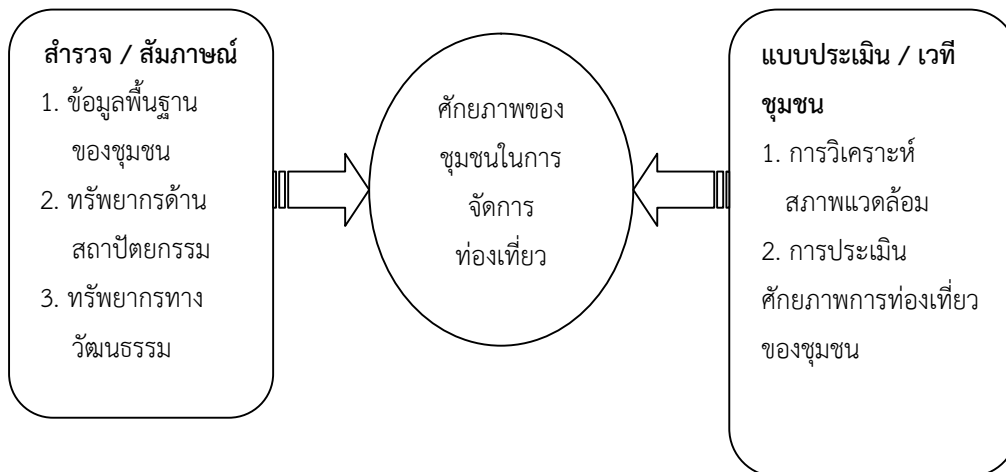 สำรวจ / สัมภาษณ์
1. ข้อมูลพื้นฐาน
ของชุมชน
2. ทรัพยากรด้าน
สถาปัตยกรรม
3. ทรัพยากรทาง
วัฒนธรรม
ศักยภาพของ
ชุมชนในการ
จัดการ
ท่องเที่ยว
แบบประเมิน / เวที
ชุมชน
1. การวิเคราะห์
สภาพแวดล้อม
2. การประเมิน
ศักยภาพการท่องเที่ยว
ของชุมชน